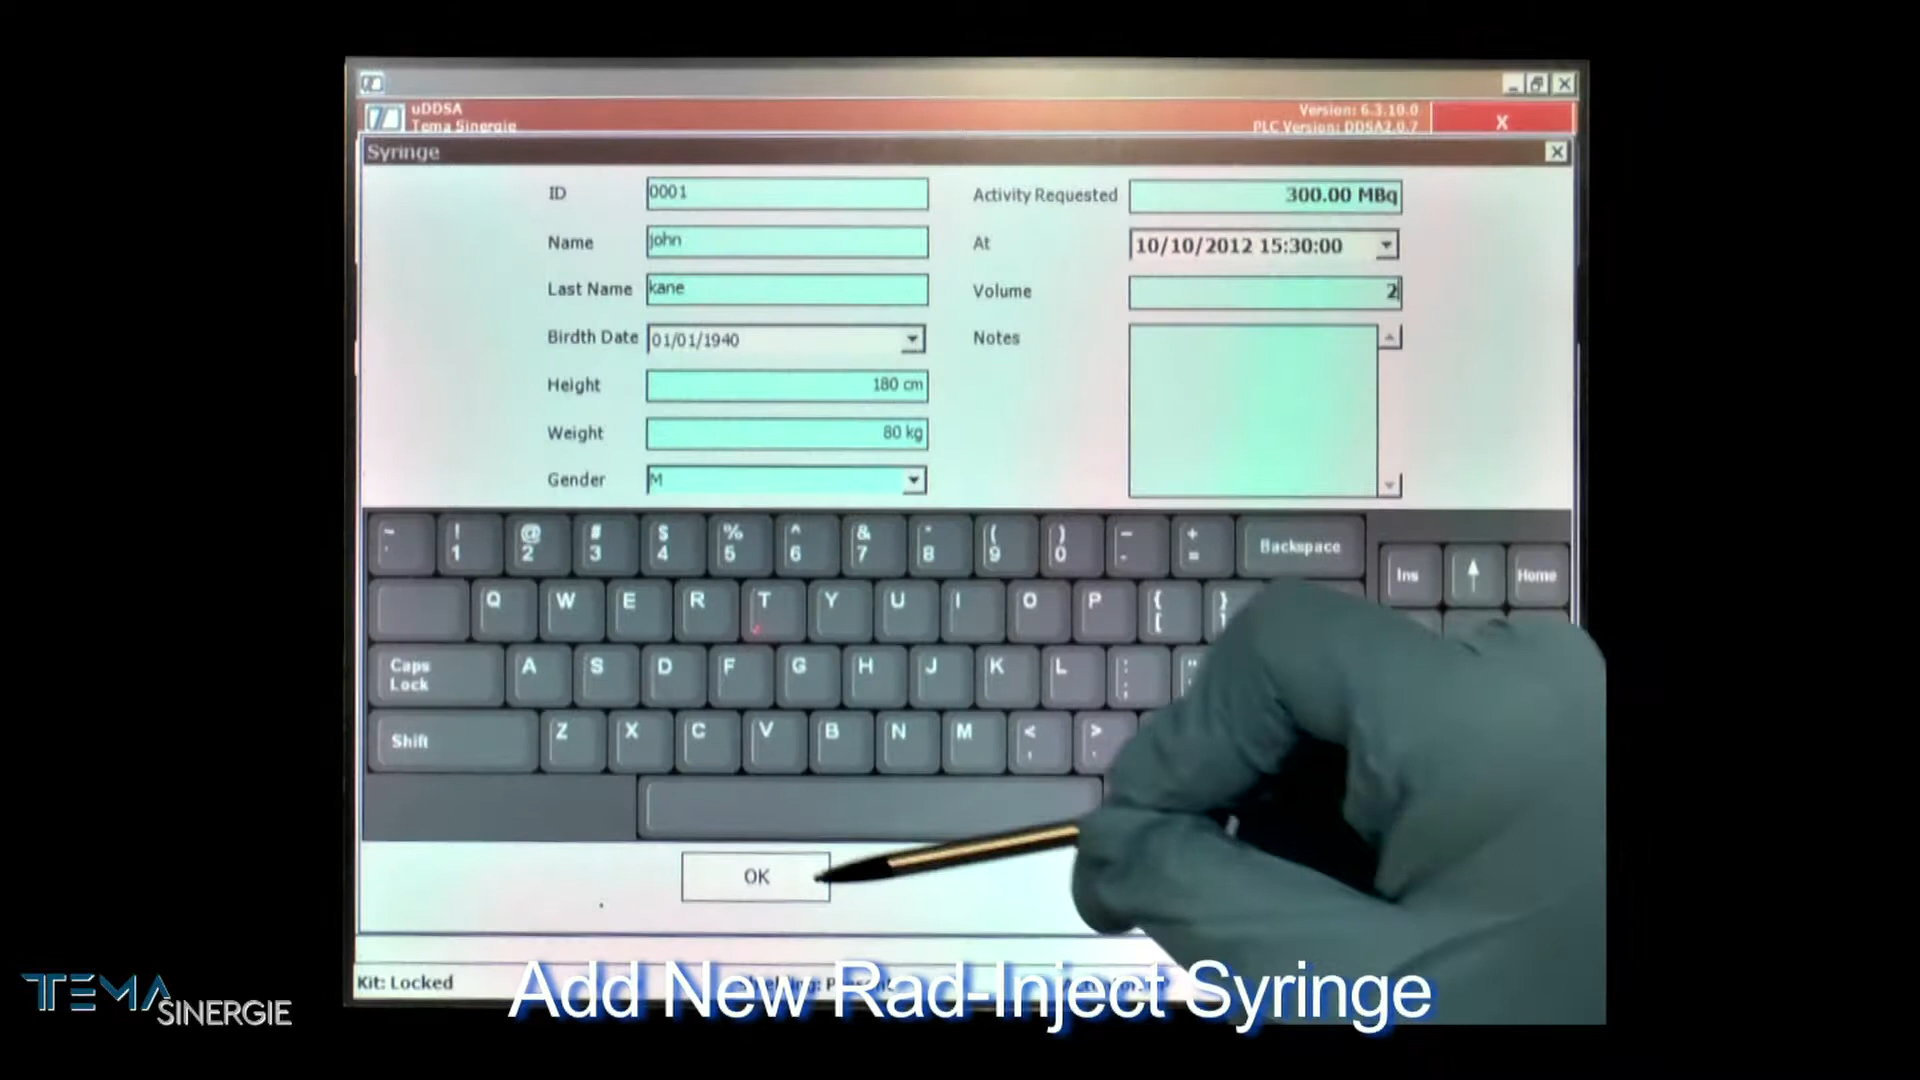 uDDSA
Tema Sinergie
Version: 6.3.10.0
PLC Version: DDSA2.0.7
X
Syringe
ID 0001
Name john
Last Name kane
Birdth Date 01/01/1940
Height 180 cm
Weight 80 kg
Gender M
Activity Requested 300.00 MBq
At 10/10/2012 15:30:00
Volume 2
Notes
~ ! @ # $ % ^ & * ( ) _ +
` 1 2 3 4 5 6 7 8 9 0 - = Backspace
Ins Home
Q W E R T Y U I O P { }
[ ]
Caps Lock A S D F G H J K L : "
;
Shift Z X C V B N M < >
, .
OK
Kit: Locked
Add New Rad-Inject Syringe
TEMA
SINERGIE